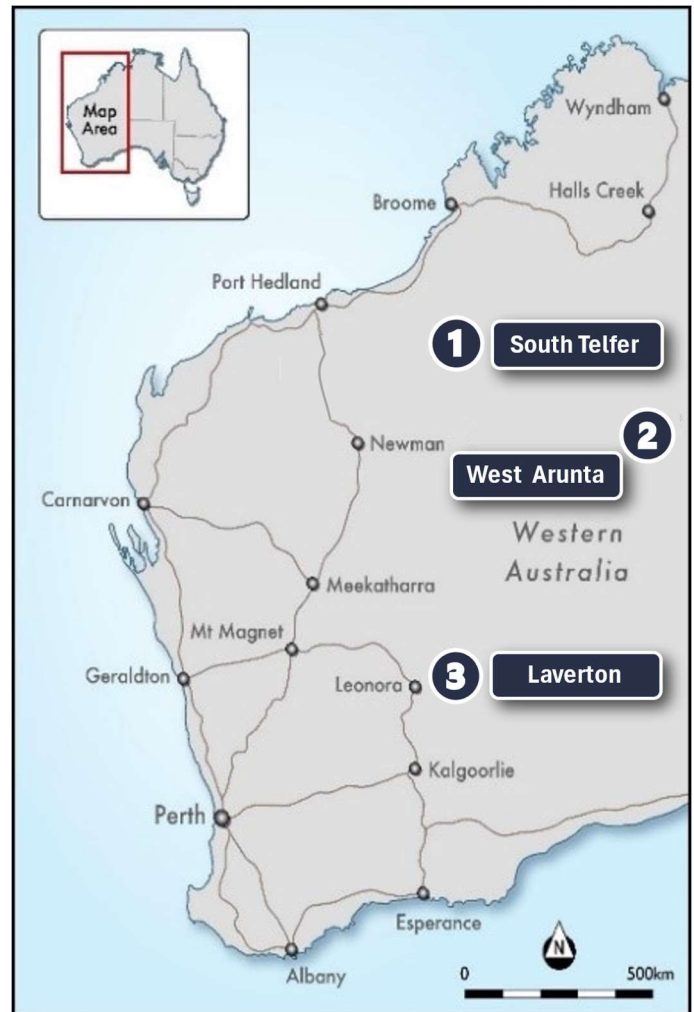 Map
Area
Wyndham
Halls Creek
Broome
Port Hedland
1
South Telfer
2
Newman
West Arunta
Carnarvon
Western
Australia
Meekatharra
Mt Magnet
Geraldton
Leonora
3
Laverton
Kalgoorlie
Perth
Esperance
N
Albany
0
500km